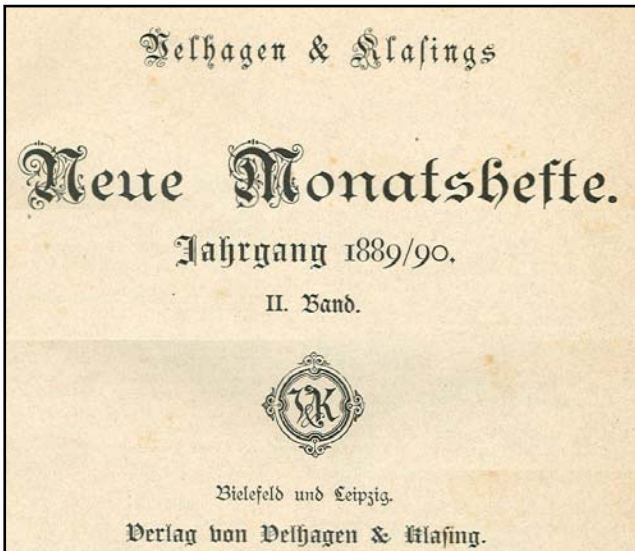 Velhagen & Klasings
Neue Monatshefte.
Jahrgang 1889/90.
II. Band.
V&K
Bielefeld und Leipzig.
Verlag von Velhagen & Klasing.